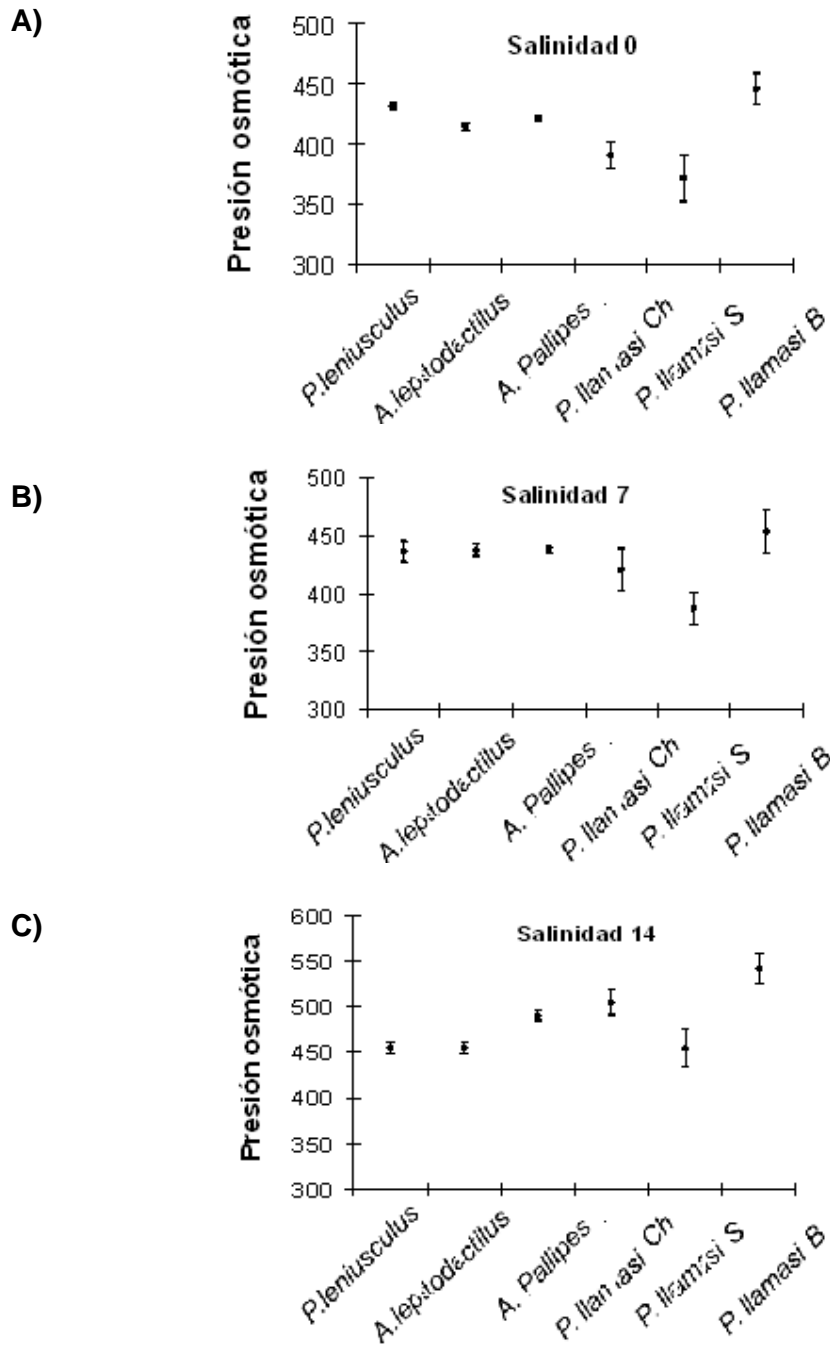 A)
Salinidad 0
Presión osmótica
500
450
400
350
300
P.leniusculus
A.leptodactilus
A. Pallipes
P. llamasi Ch
P. llamasi S
P. llamasi B
B)
Salinidad 7
Presión osmótica
500
450
400
350
300
P.leniusculus
A.leptodactilus
A. Pallipes
P. llamasi Ch
P. llamasi S
P. llamasi B
C)
Salinidad 14
Presión osmótica
600
550
500
450
400
350
300
P.leniusculus
A.leptodactilus
A. Pallipes
P. llamasi Ch
P. llamasi S
P. llamasi B